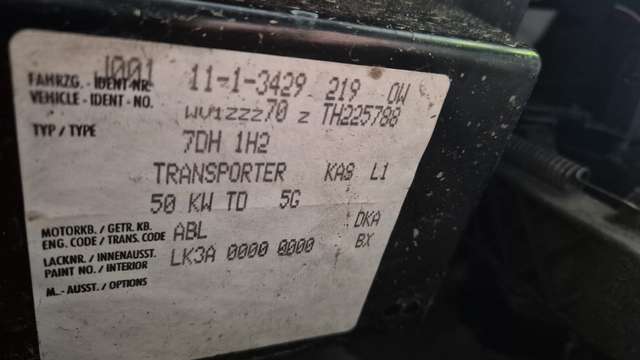 J001 11-1-3429 219 0W
FAHRZG. - IDENT-NR.
VEHICLE - IDENT - NO. WV1ZZZ70 Z TH225788
TYP / TYPE 7DH 1H2
TRANSPORTER KAS L1
50 KW TD 5G
MOTORKB. / GETR. KB.
ENG. CODE / TRANS. CODE ABL DKA
LACKNR. / INNENAUSST. BX
PAINT NO. / INTERIOR LK3A 0000 0000
M. - AUSST. / OPTIONS